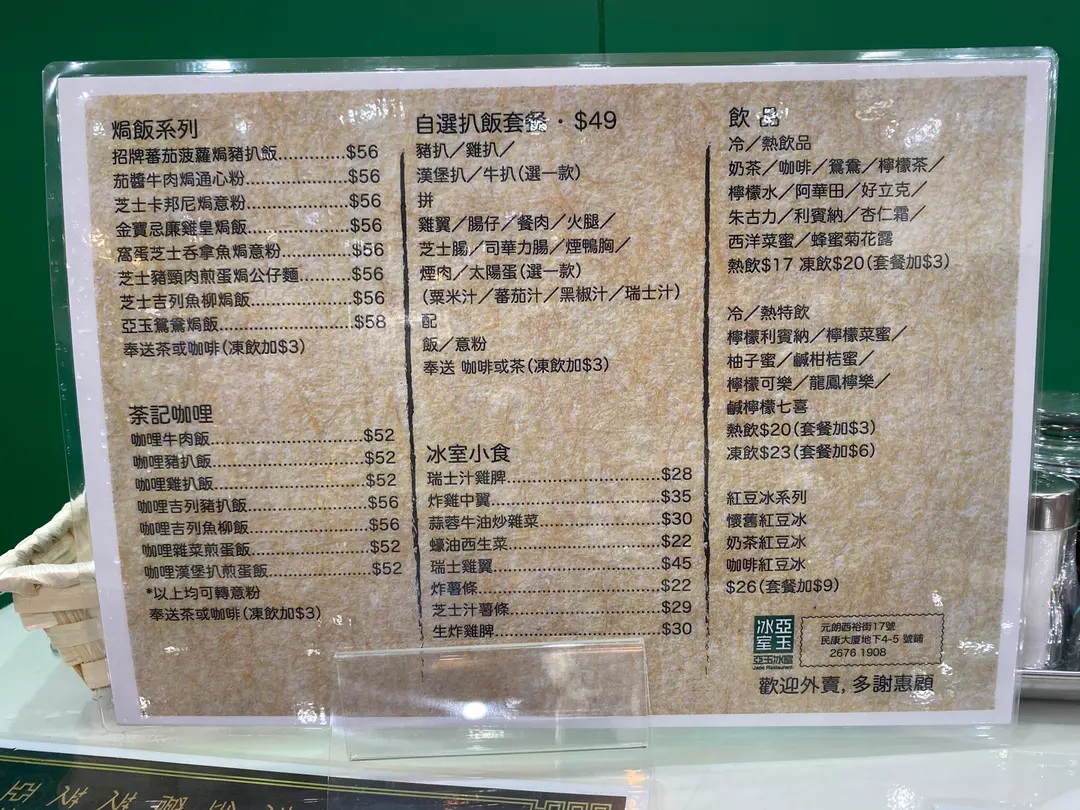 焗飯系列
招牌蕃茄菠蘿焗豬扒飯............$56
茄醬牛肉焗通心粉..................$56
芝士卡邦尼焗意粉..................$56
金寶忌廉雞皇焗飯..................$56
窩蛋芝士吞拿魚焗意粉............$56
芝士豬頸肉煎蛋焗公仔麵.........$56
芝士吉列魚柳焗飯..................$56
亞玉鴛鴦焗飯........................$58
奉送茶或咖啡(凍飲加$3)
茶記咖哩
咖哩牛肉飯...........................$52
咖哩豬扒飯...........................$52
咖哩雞扒飯...........................$52
咖哩吉列豬扒飯.....................$56
咖哩吉列魚柳飯.....................$56
咖哩雜菜煎蛋飯.....................$52
咖哩漢堡扒煎蛋飯..................$52
*以上均可轉意粉
奉送茶或咖啡(凍飲加$3)
自選扒飯套餐・$49
豬扒／雞扒／
漢堡扒／牛扒(選一款)
拼
雞翼／腸仔／餐肉／火腿／
芝士腸／司華力腸／煙鴨胸／
煙肉／太陽蛋(選一款)
(粟米汁／蕃茄汁／黑椒汁／瑞士汁)
配
飯／意粉
奉送 咖啡或茶(凍飲加$3)
冰室小食
瑞士汁雞脾...........................$28
炸雞中翼..............................$35
蒜蓉牛油炒雜菜.....................$30
蠔油西生菜...........................$22
瑞士雞翼..............................$45
炸薯條.................................$22
芝士汁薯條...........................$29
生炸雞脾..............................$30
飲品
冷／熱飲品
奶茶／咖啡／鴛鴦／檸檬茶／
檸檬水／阿華田／好立克／
朱古力／利賓納／杏仁霜／
西洋菜蜜／蜂蜜菊花露
熱飲$17 凍飲$20(套餐加$3)
冷／熱特飲
檸檬利賓納／檸檬菜蜜／
柚子蜜／鹹柑桔蜜／
檸檬可樂／龍鳳檸樂／
鹹檸檬七喜
熱飲$20(套餐加$3)
凍飲$23(套餐加$6)
紅豆冰系列
懷舊紅豆冰
奶茶紅豆冰
咖啡紅豆冰
$26(套餐加$9)
亞玉冰室
亞玉冰室
Jade Restaurant
元朗西裕街17號
民康大廈地下4-5 號鋪
2676 1908
歡迎外賣, 多謝惠顧